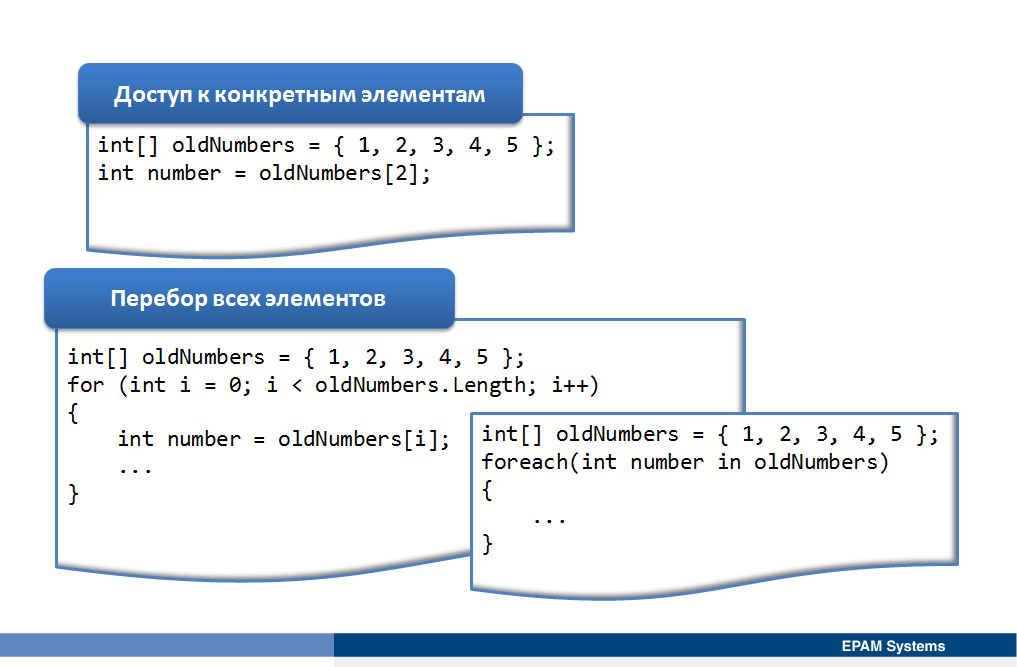 Доступ к конкретным элементам
int[] oldNumbers = { 1, 2, 3, 4, 5 };
int number = oldNumbers[2];
Перебор всех элементов
int[] oldNumbers = { 1, 2, 3, 4, 5 };
for (int i = 0; i < oldNumbers.Length; i++)
{
    int number = oldNumbers[i];
    ...
}
int[] oldNumbers = { 1, 2, 3, 4, 5 };
foreach(int number in oldNumbers)
{
    ...
}
EPAM Systems